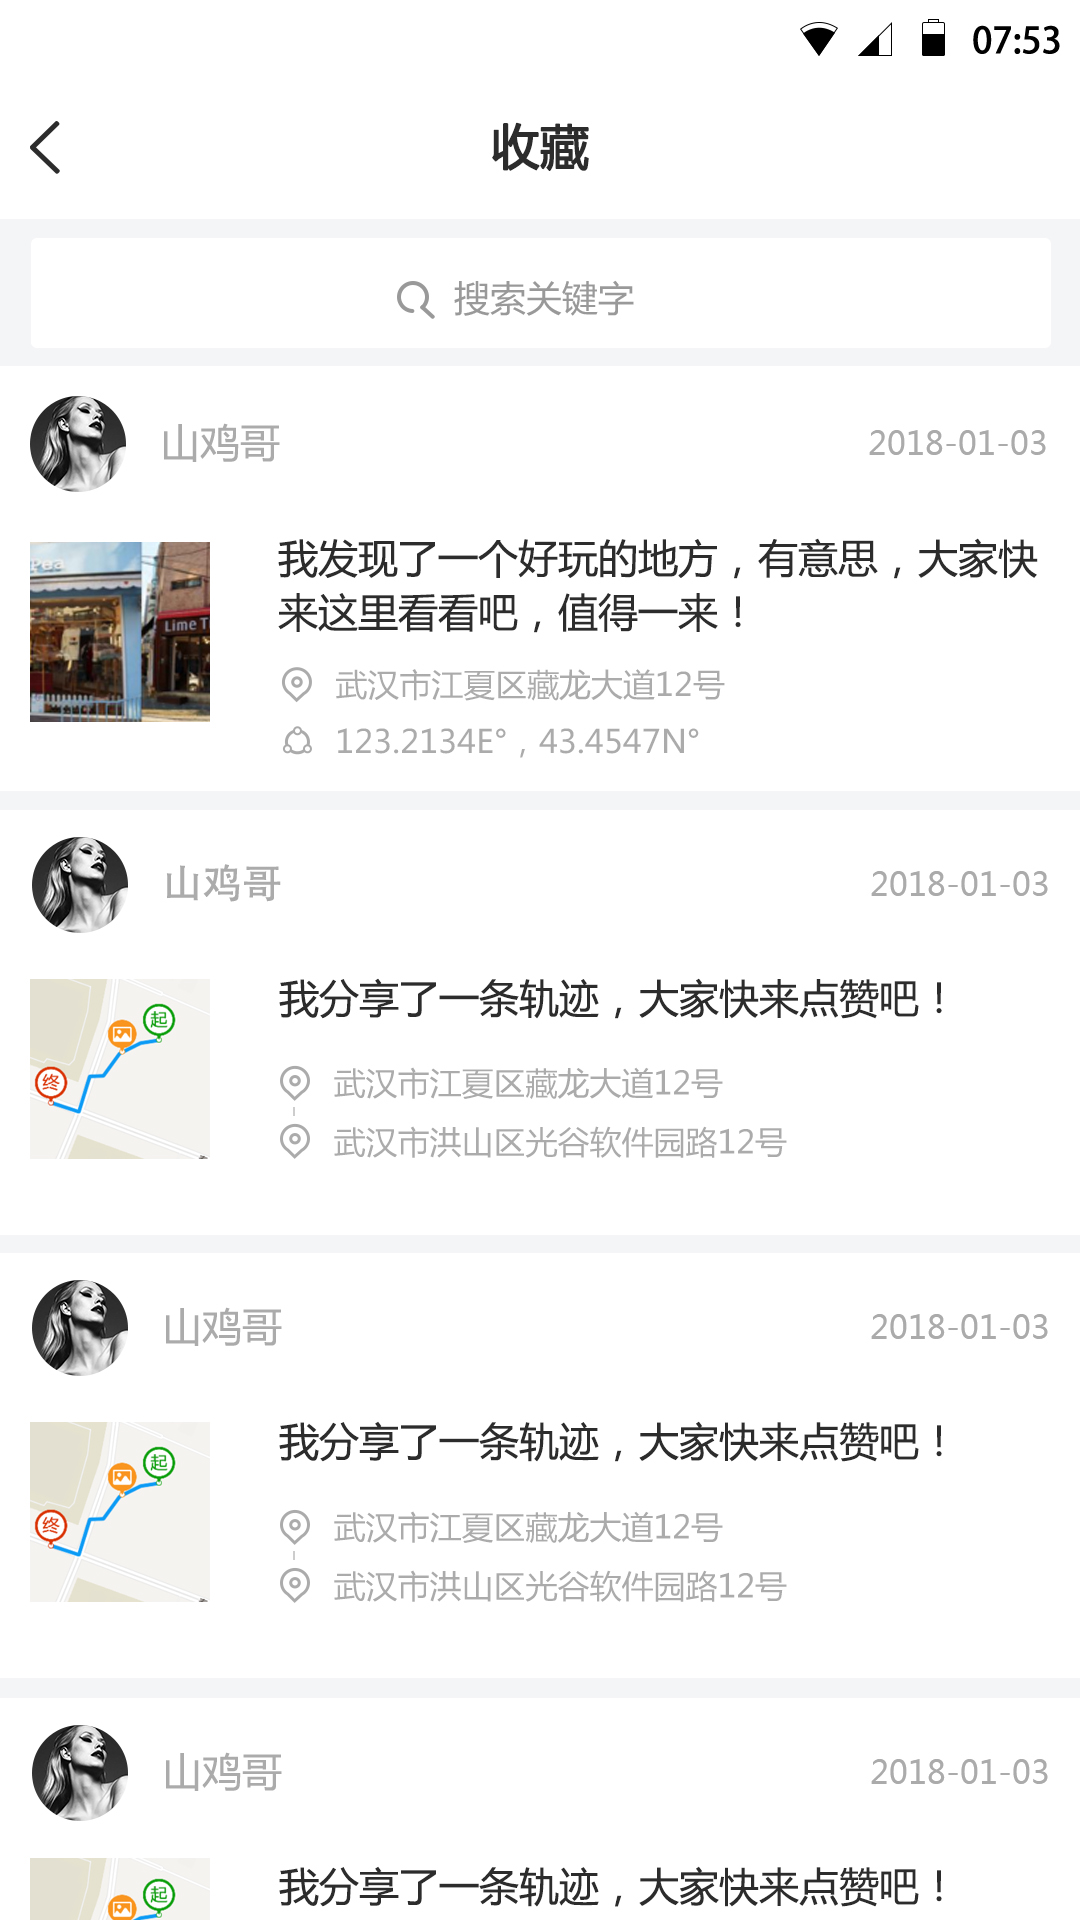 07:53
收藏
搜索关键字
山鸡哥
2018-01-03
Pea
Lime T
我发现了一个好玩的地方，有意思，大家快
来这里看看吧，值得一来！
武汉市江夏区藏龙大道12号
123.2134E°，43.4547N°
山鸡哥
2018-01-03
起
终
我分享了一条轨迹，大家快来点赞吧！
武汉市江夏区藏龙大道12号
武汉市洪山区光谷软件园路12号
山鸡哥
2018-01-03
起
终
我分享了一条轨迹，大家快来点赞吧！
武汉市江夏区藏龙大道12号
武汉市洪山区光谷软件园路12号
山鸡哥
2018-01-03
起
我分享了一条轨迹，大家快来点赞吧！